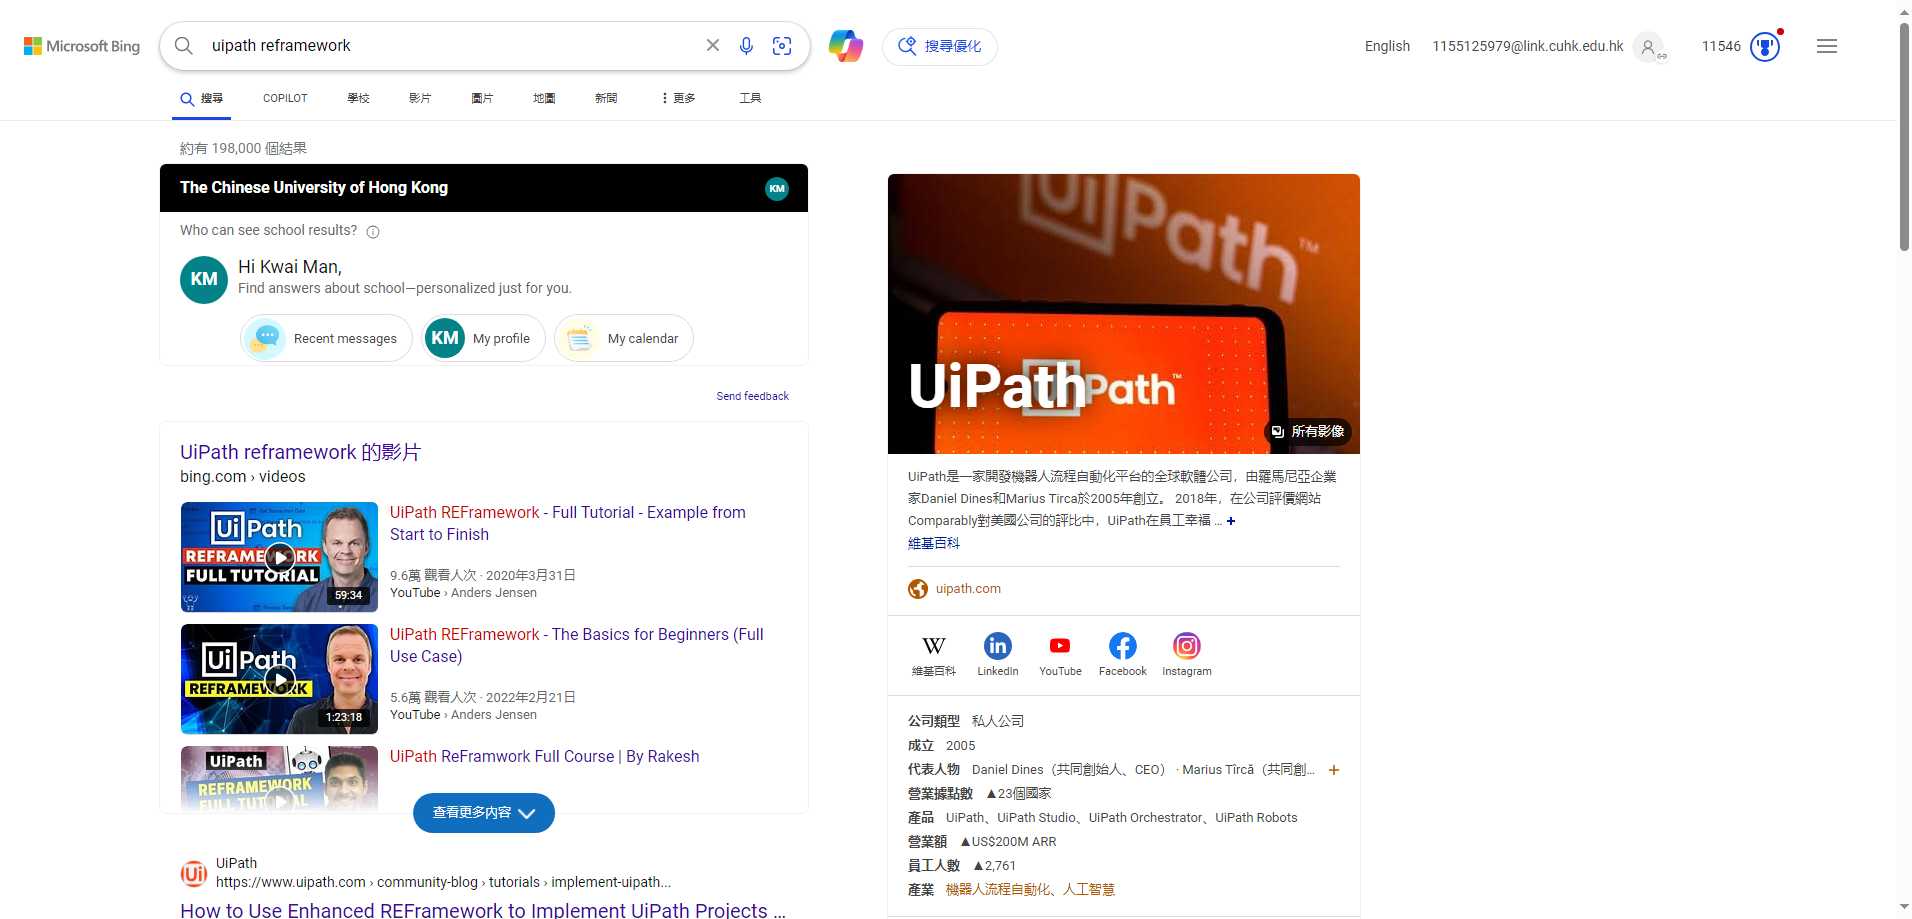 Microsoft Bing
uipath reframework
搜尋優化
English
1155125979@link.cuhk.edu.hk
11546
搜尋
COPILOT
學校
影片
圖片
地圖
新聞
更多
工具
約有 198,000 個結果
The Chinese University of Hong Kong
KM
Who can see school results?
KM
Hi Kwai Man,
Find answers about school—personalized just for you.
Recent messages
KM
My profile
My calendar
Send feedback
UiPath reframework 的影片
bing.com › videos
UiPath
REFRAMEWORK
FULL TUTORIAL
59:34
UiPath REFramework - Full Tutorial - Example from
Start to Finish
9.6萬 觀看人次 · 2020年3月31日
YouTube › Anders Jensen
UiPath
REFRAMEWORK
1:23:18
UiPath REFramework - The Basics for Beginners (Full
Use Case)
5.6萬 觀看人次 · 2022年2月21日
YouTube › Anders Jensen
UiPath
REFRAMEWORK
FULL TUTORIAL
UiPath ReFramwork Full Course | By Rakesh
查看更多內容
Ui
UiPath
https://www.uipath.com › community-blog › tutorials › implement-uipath...
How to Use Enhanced REFramework to Implement UiPath Projects ...
UiPath™
UiPath
UiPath™
所有影像
UiPath是一家開發機器人流程自動化平台的全球軟體公司，由羅馬尼亞企業
家Daniel Dines和Marius Tirca於2005年創立。 2018年，在公司評價網站
Comparably對美國公司的評比中，UiPath在員工幸福 ... +
維基百科
uipath.com
W
in
維基百科
LinkedIn
YouTube
Facebook
Instagram
公司類型 私人公司
成立 2005
代表人物 Daniel Dines（共同創始人、CEO） · Marius Tîrcă（共同創... +
營業據點數 ▲23個國家
產品 UiPath、UiPath Studio、UiPath Orchestrator、UiPath Robots
營業額 ▲US$200M ARR
員工人數 ▲2,761
產業 機器人流程自動化、人工智慧